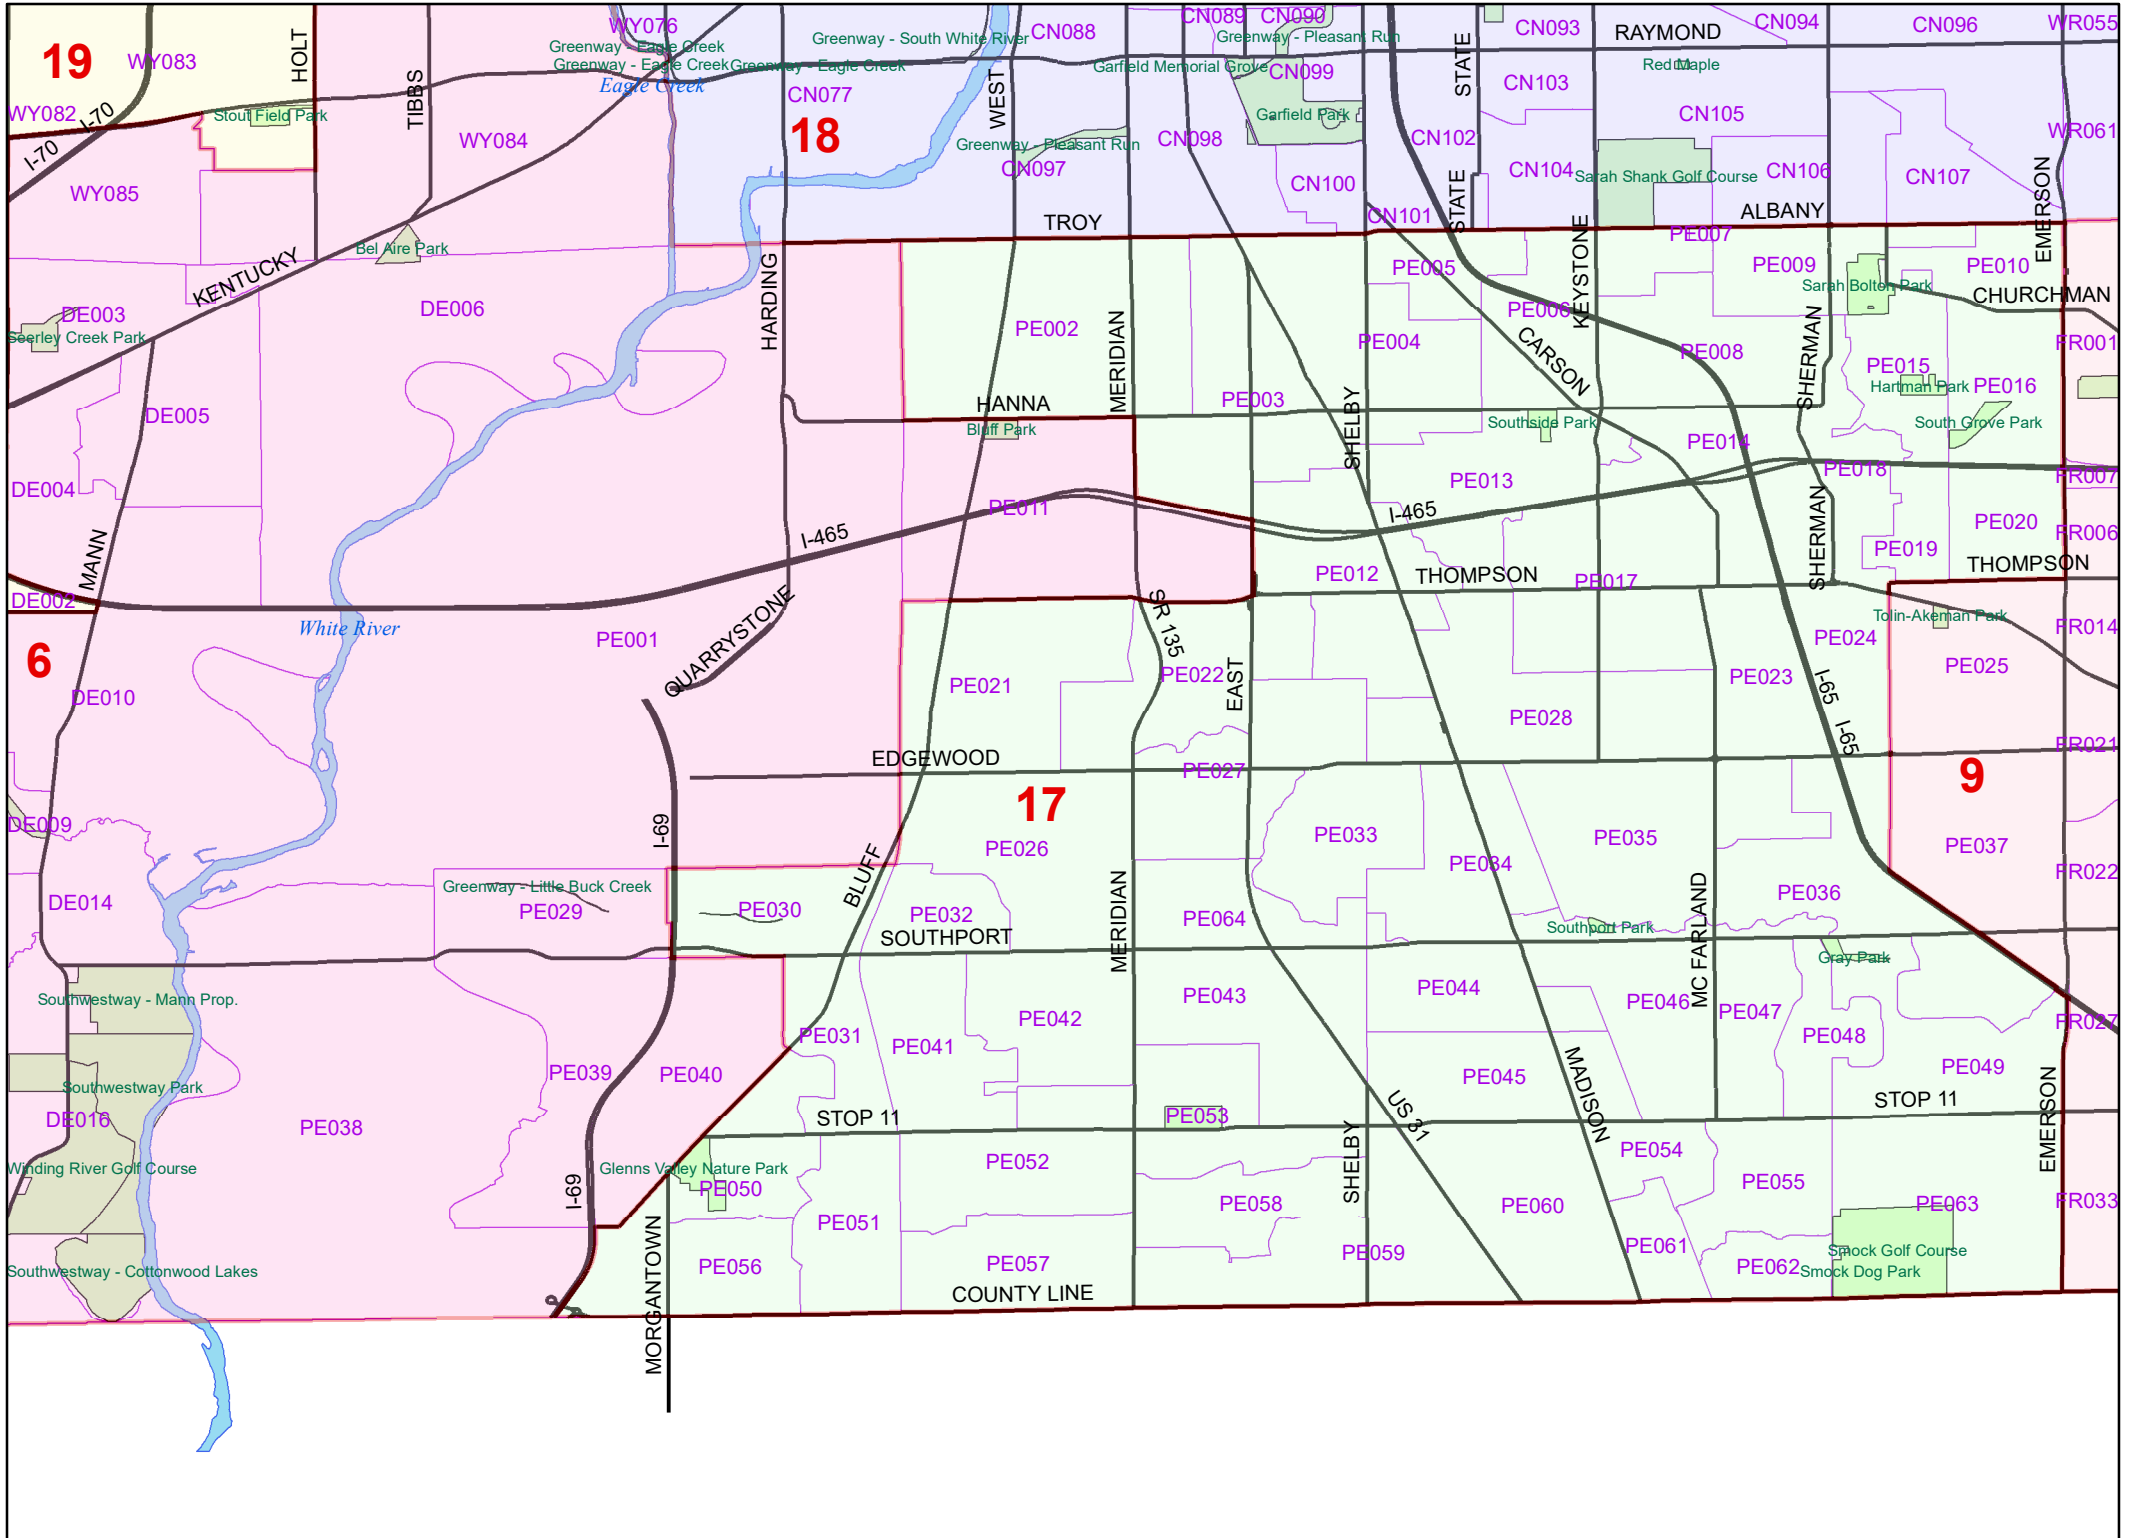 WY076
CN089
CN090
CN088
CN093
CN094
CN096
WR055
19
WY083
HOLT
Greenway - Eagle Creek
Greenway - South White River
Greenway - Pleasant Run
RAYMOND
Greenway - Eagle Creek
Greenway - Eagle Creek
Garfield Memorial Grove
CN099
STATE
Red Maple
Eagle Creek
CN077
WEST
CN103
TIBBS
WY082
I-70
Stout Field Park
Garfield Park
CN105
18
WY084
Greenway - Pleasant Run
CN098
CN102
WR061
I-70
CN097
CN104
Sarah Shank Golf Course
CN106
CN107
WY085
CN100
STATE
EMERSON
TROY
CN101
ALBANY
PE007
Bel Aire Park
KENTUCKY
HARDING
PE005
KEYSTONE
PE009
PE010
Sarah Bolton Park
CHURCHMAN
DE003
DE006
PE006
Seerley Creek Park
PE002
MERIDIAN
PE004
CARSON
PE008
SHERMAN
FR001
PE015
Hartman Park
PE016
DE005
HANNA
PE003
SHELBY
Bluff Park
Southside Park
South Grove Park
PE014
PE018
DE004
PE013
FR007
PE011
I-465
I-465
SHERMAN
PE020
MANN
FR006
PE019
PE012
THOMPSON
PE017
THOMPSON
DE002
QUARRYSTONE
SR 135
Tolin-Akeman Park
White River
PE001
PE024
FR014
6
PE025
PE022
EAST
PE021
PE023
I-65
DE010
PE028
I-65
FR021
EDGEWOOD
PE027
9
17
DE009
I-69
PE033
PE035
PE026
PE037
BLUFF
PE034
FR022
Greenway - Little Buck Creek
DE014
PE029
PE030
PE032
PE064
PE036
MERIDIAN
SOUTHPORT
Southport Park
MC FARLAND
Gray Park
Southwestway - Mann Prop.
PE043
PE044
PE046
PE047
PE042
FR027
PE031
PE041
PE048
PE039
PE040
MADISON
PE049
Southwestway Park
PE045
EMERSON
STOP 11
DE016
PE038
STOP 11
PE053
US 31
SHELBY
PE054
Winding River Golf Course
Glenns Valley Nature Park
PE052
PE050
I-69
PE055
PE058
PE060
PE063
FR033
PE051
PE061
PE059
Smock Golf Course
PE056
PE057
PE062
Smock Dog Park
Southwestway - Cottonwood Lakes
MORGANTOWN
COUNTY LINE